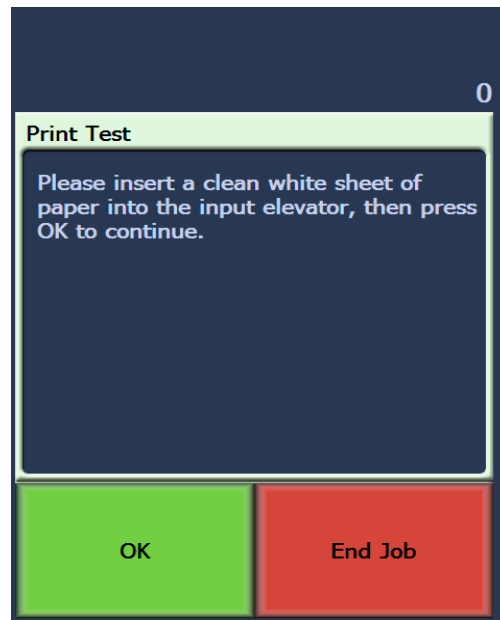 0
Print Test
Please insert a clean white sheet of
paper into the input elevator, then press
OK to continue.
OK
End Job